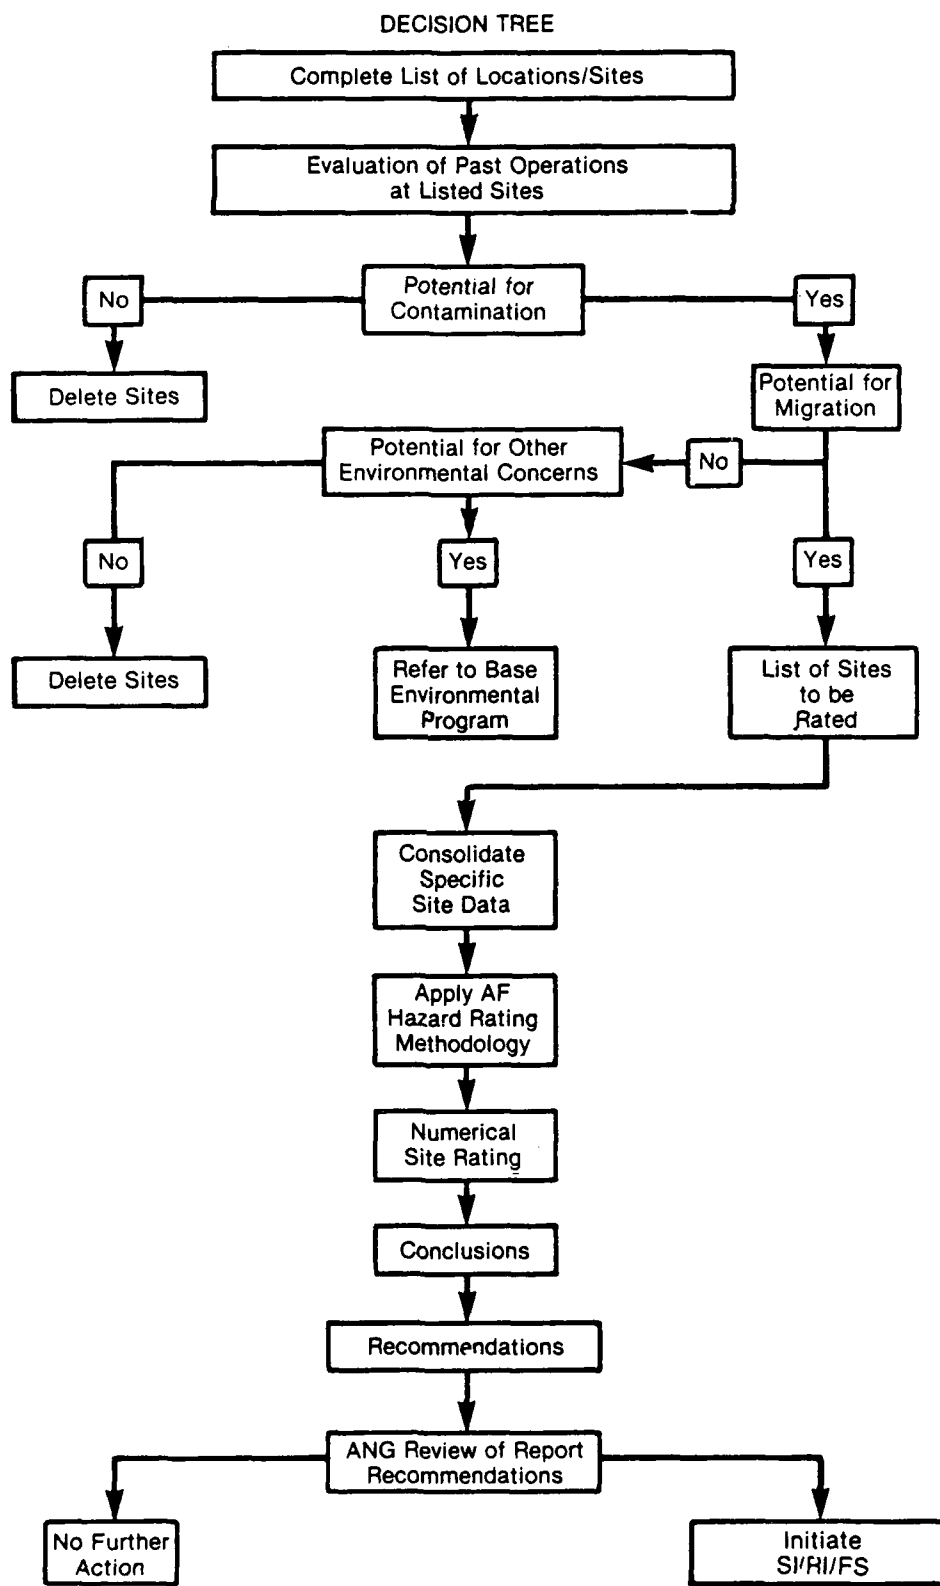 DECISION TREE
Complete List of Locations/Sites
Evaluation of Past Operations
at Listed Sites
No
Potential for
Contamination
Yes
Delete Sites
Potential for
Migration
Potential for Other
Environmental Concerns
No
No
Yes
Yes
Delete Sites
Refer to Base
Environmental
Program
List of Sites
to be
Rated
Consolidate
Specific
Site Data
Apply AF
Hazard Rating
Methodology
Numerical
Site Rating
Conclusions
Recommendations
ANG Review of Report
Recommendations
No Further
Action
Initiate
SI/RI/FS